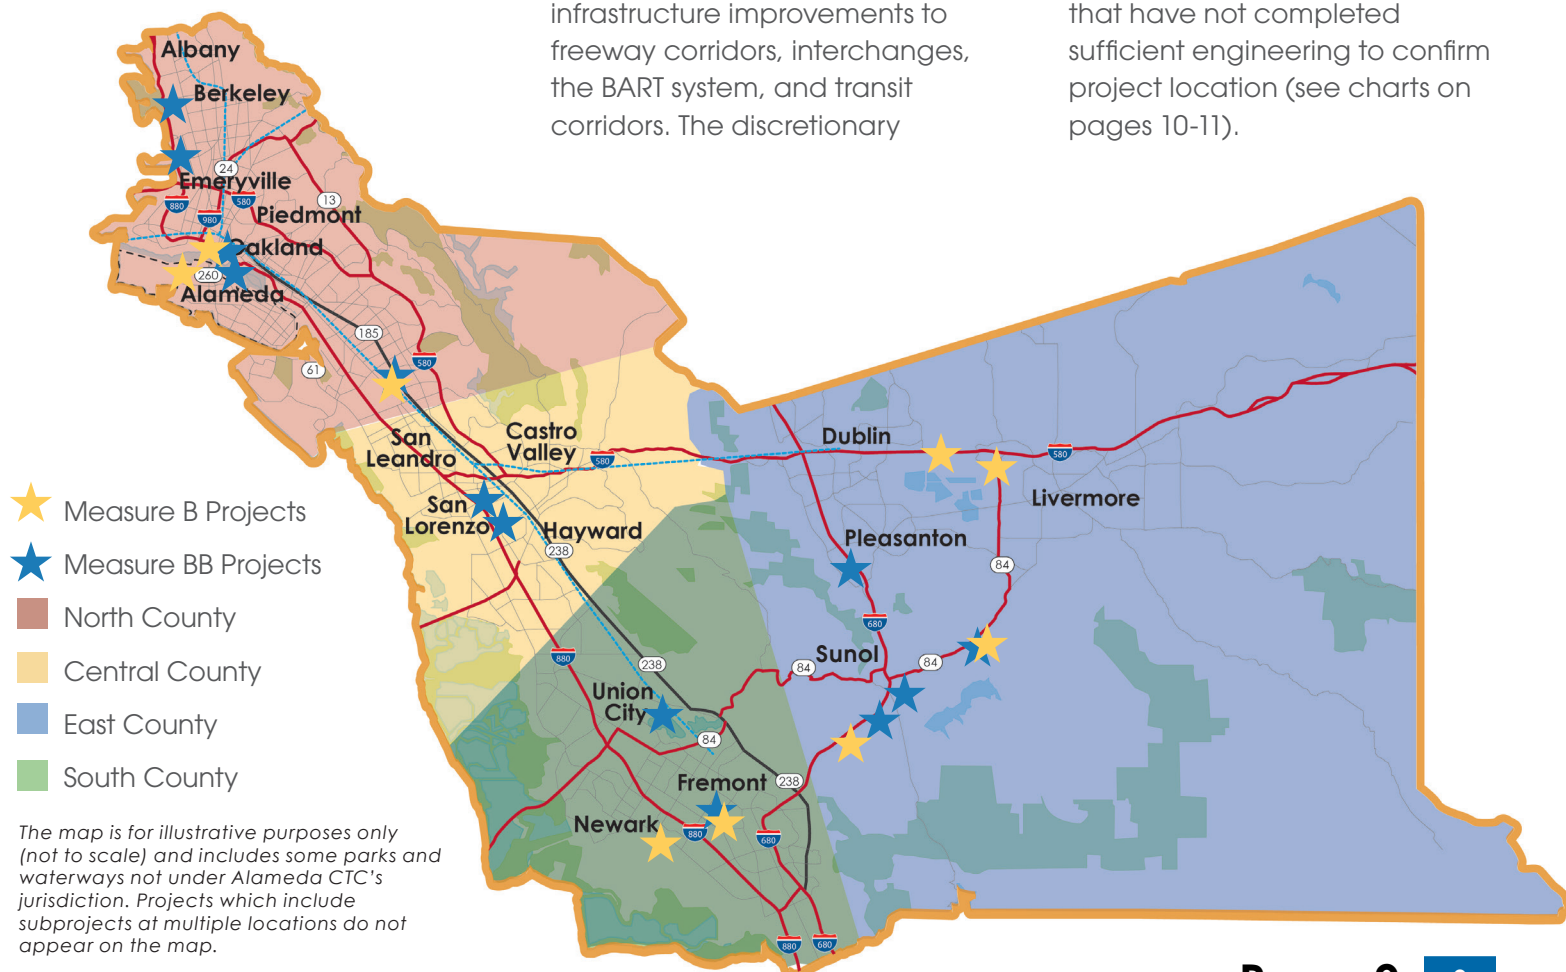 infrastructure improvements to
freeway corridors, interchanges,
the BART system, and transit
corridors. The discretionary
that have not completed
sufficient engineering to confirm
project location (see charts on
pages 10-11).
Albany
Berkeley
24
Emeryville
13
880
580
980
Piedmont
Oakland
260
Alameda
185
61
580
San
Leandro
Castro
Valley
580
Dublin
580
Livermore
San
Lorenzo
Hayward
238
Pleasanton
84
680
880
238
Sunol
84
84
Union
City
84
Fremont
238
Newark
880
680
880
680
Measure B Projects
Measure BB Projects
North County
Central County
East County
South County
The map is for illustrative purposes only
(not to scale) and includes some parks and
waterways not under Alameda CTC's
jurisdiction. Projects which include
subprojects at multiple locations do not
appear on the map.